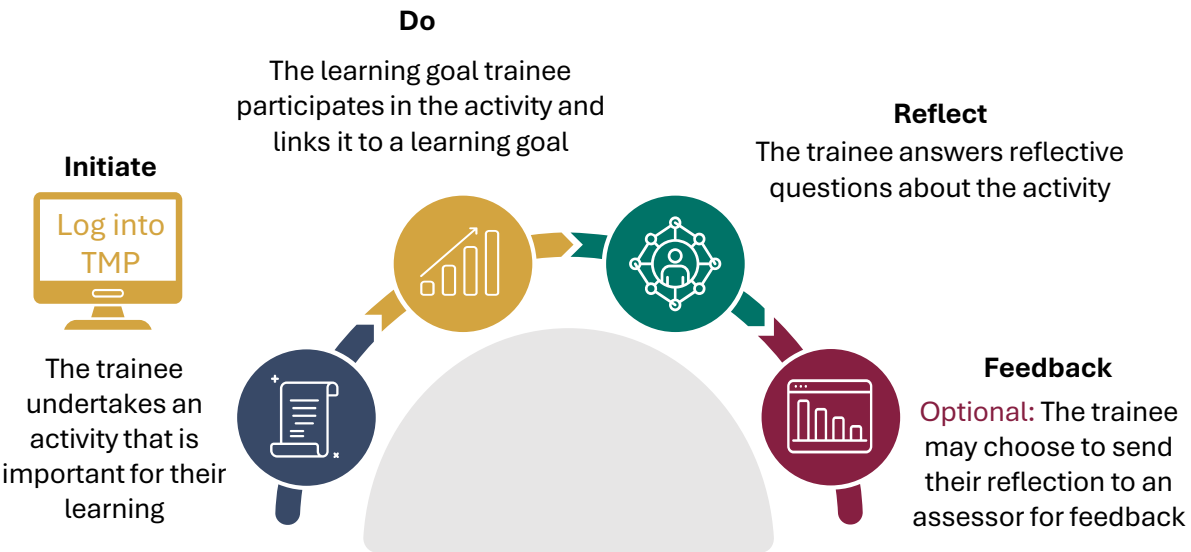 Initiate
Log into
TMP
The trainee
undertakes an
activity that is
important for their
learning
Do
The learning goal trainee
participates in the activity and
links it to a learning goal
Reflect
The trainee answers reflective
questions about the activity
Feedback
Optional: The trainee
may choose to send
their reflection to an
assessor for feedback